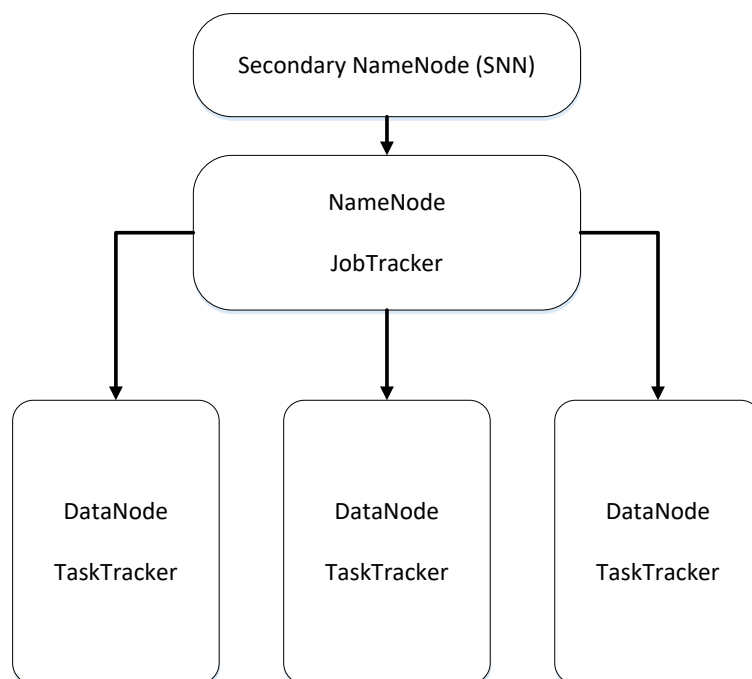 Secondary NameNode (SNN)
NameNode
JobTracker
DataNode
TaskTracker
DataNode
TaskTracker
DataNode
TaskTracker